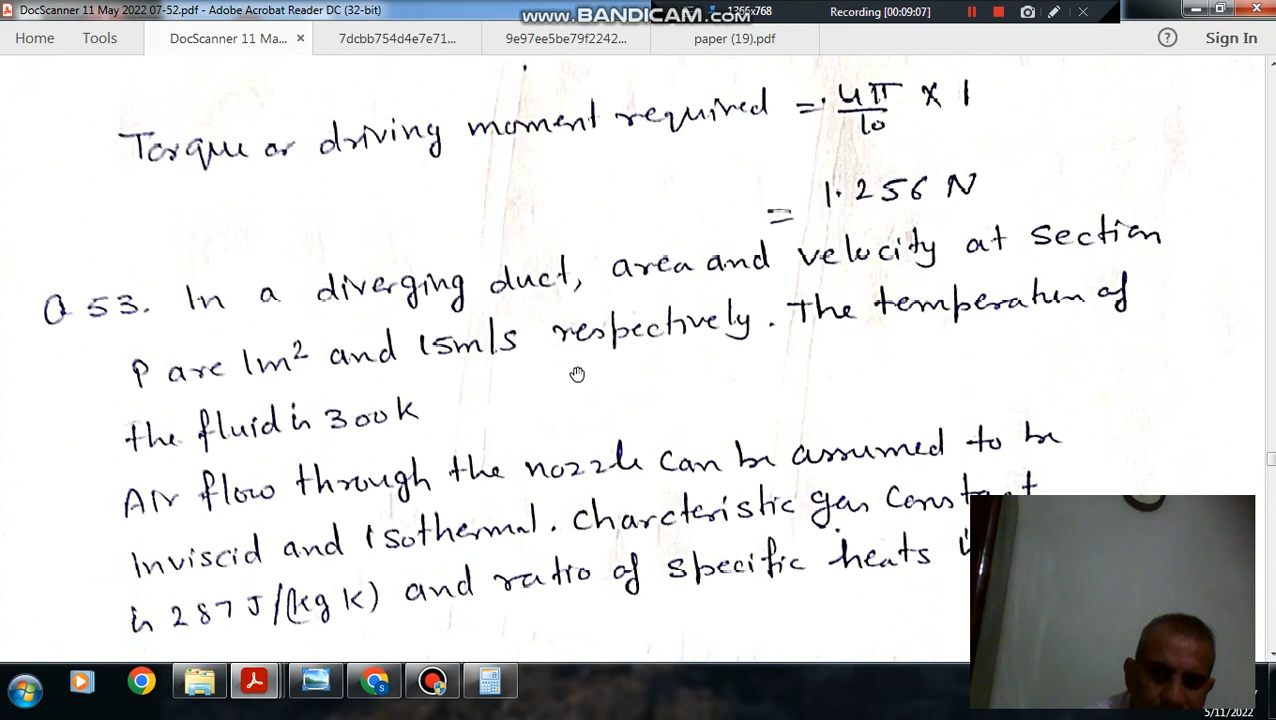 DocScanner 11 May 2022 07-52.pdf - Adobe Acrobat Reader DC (32-bit)
www.BANDICAM.com
1366x768
Recording [00:09:07]
Home
Tools
DocScanner 11 Ma...
7dcbb754d4e7e71...
9e97ee5be79f2242...
paper (19).pdf
Sign In
Torque or driving moment required = 4π/10 × 1
= 1.256 N
Q 53. In a diverging duct, area and velocity at section
P are 1m² and 15m/s respectively. The temperature of
the fluid is 300K
Air flow through the nozzle can be assumed to be
inviscid and isothermal. Charcteristic gas constant
is 287 J/(kg K) and ratio of specific heats
5/11/2022